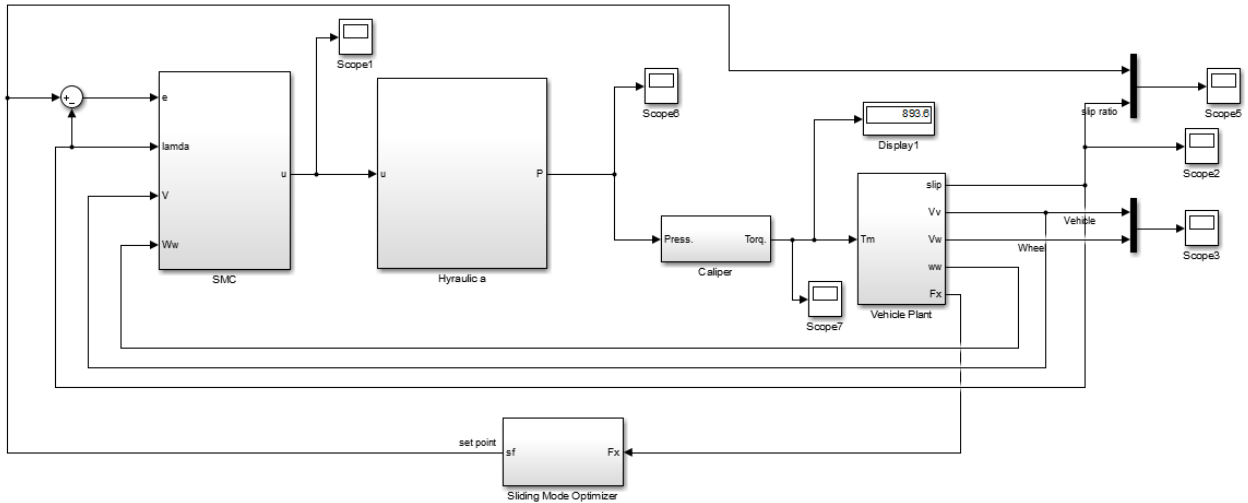 Scope1
+
-
e
lamda
V
Ww
u
SMC
u
P
Hyraulic a
Scope6
893.6
Display1
Press.
Torq.
Caliper
Scope7
Tm
slip
Vv
Vw
ww
Fx
Vehicle Plant
slip ratio
Scope5
Scope2
Vehicle
Wheel
Scope3
set point
sf
Fx
Sliding Mode Optimizer